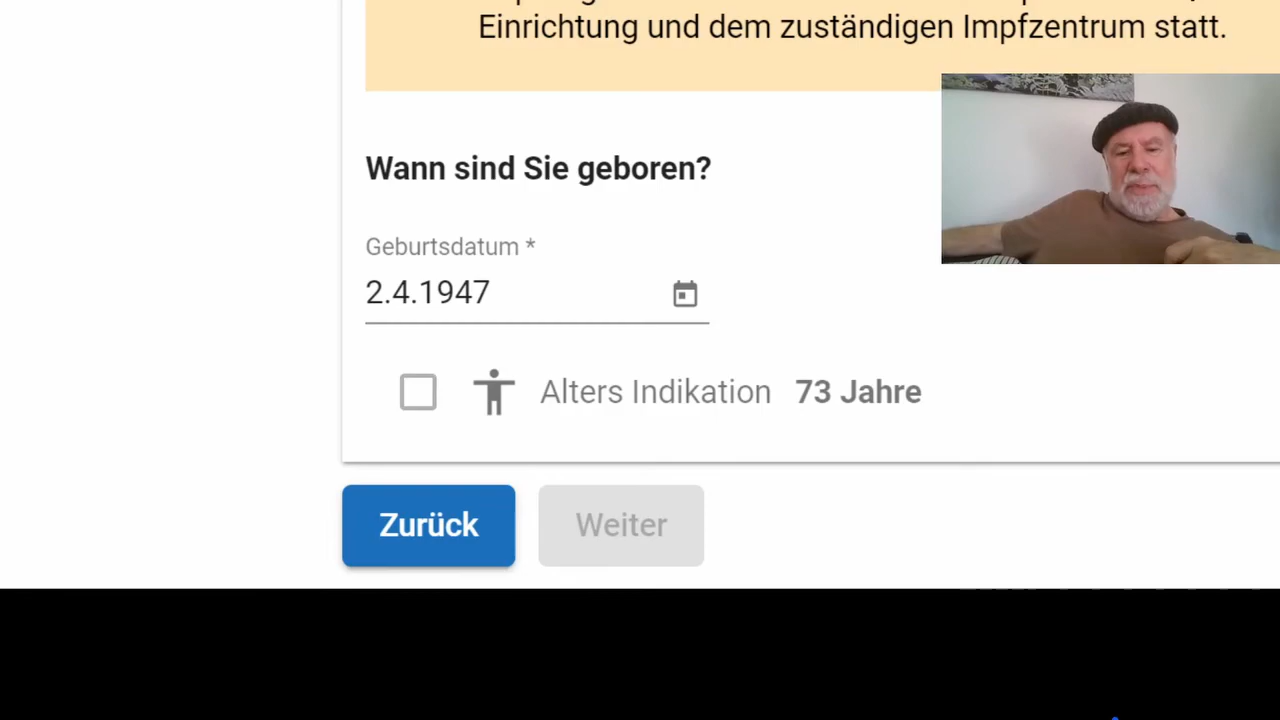 Einrichtung und dem zuständigen Impfzentrum statt.
Wann sind Sie geboren?
Geburtsdatum *
2.4.1947
Alters Indikation 73 Jahre
Zurück
Weiter